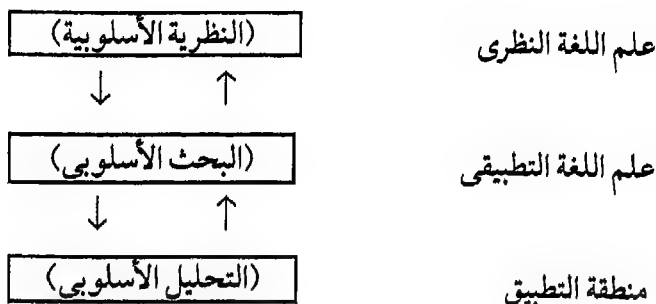 علم اللغة النظرى (النظرية الأسلوبية)
علم اللغة التطبيقى (البحث الأسلوبى)
منطقة التطبيق (التحليل الأسلوبى)